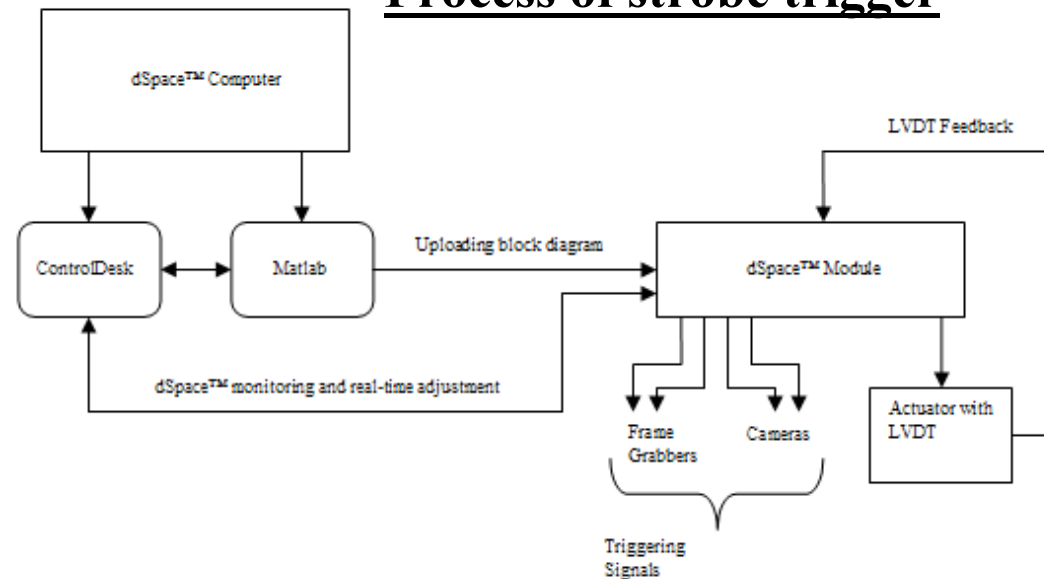 Process of strobe trigger
dSpace™ Computer
LVDT Feedback
ControlDesk
Matlab
Uploading block diagram
dSpace™ Module
dSpace™ monitoring and real-time adjustment
Frame
Grabbers
Cameras
Actuator with
LVDT
Triggering
Signals